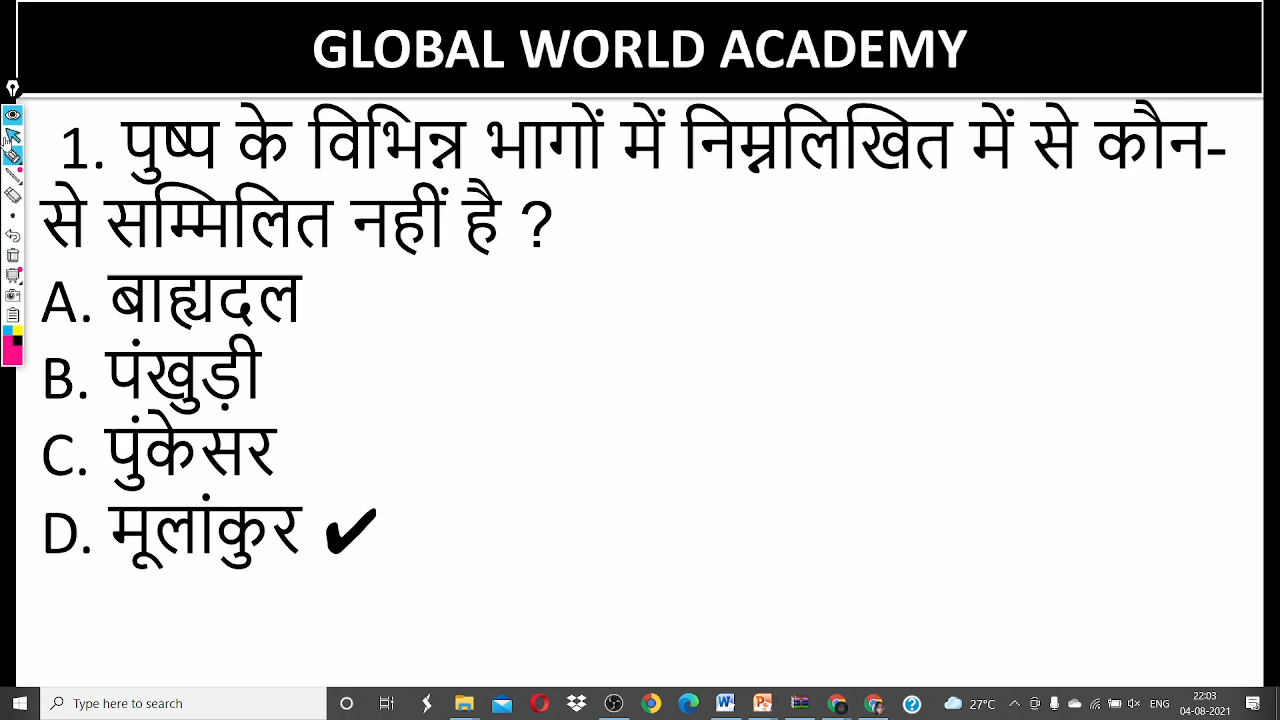 GLOBAL WORLD ACADEMY
1. पुष्प के विभिन्न भागों में निम्नलिखित में से कौन-
से सम्मिलित नहीं है ?
A. बाह्यदल
B. पंखुड़ी
C. पुंकेसर
D. मूलांकुर ✔
Type here to search
27°C
ENG
22:03
04-08-2021